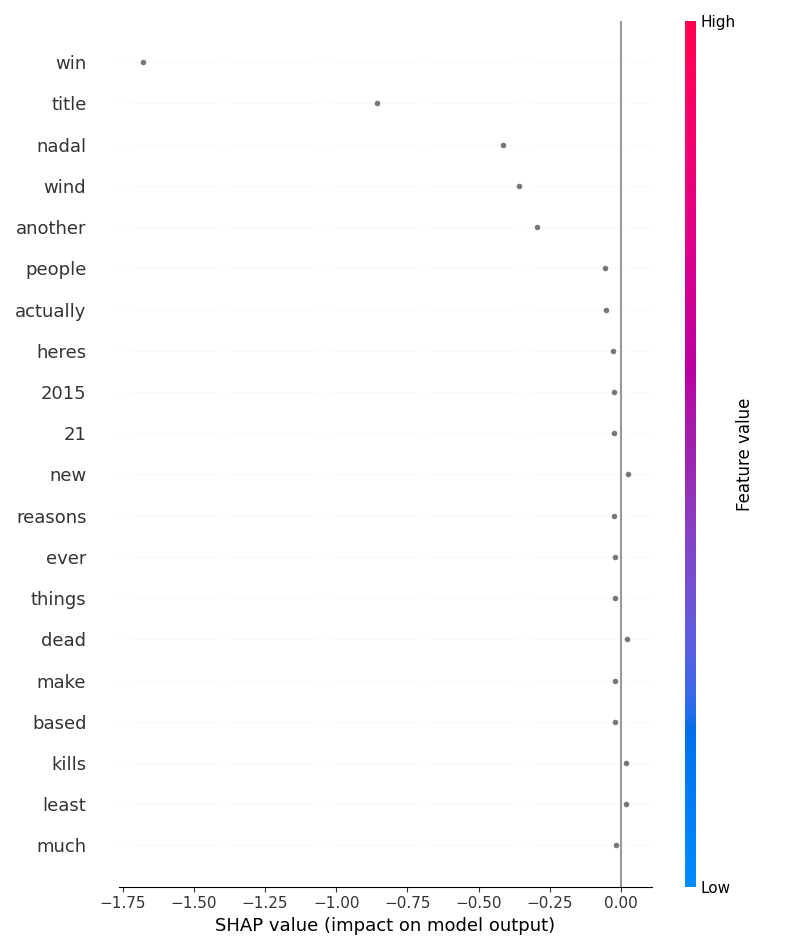 High
win
title
nadal
wind
another
people
actually
heres
2015
21
new
reasons
ever
things
dead
make
based
kills
least
much
Feature value
Low
−1.75 −1.50 −1.25 −1.00 −0.75 −0.50 −0.25 0.00
SHAP value (impact on model output)